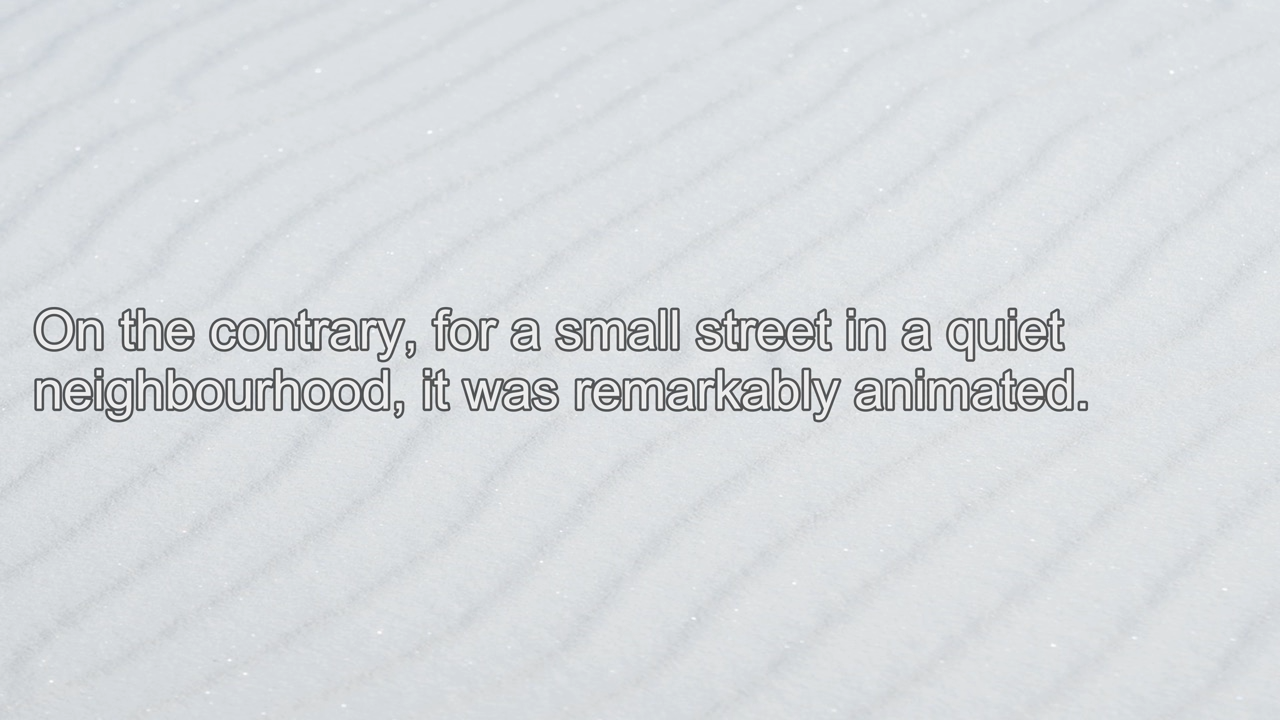 On the contrary, for a small street in a quiet
neighbourhood, it was remarkably animated.